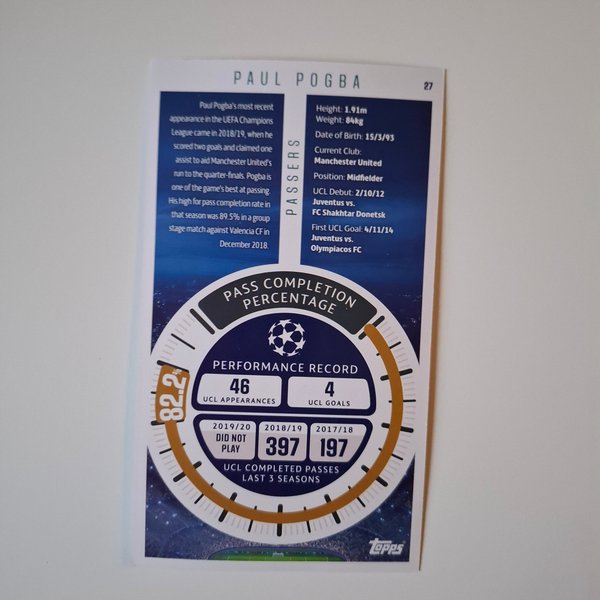 PAUL POGBA
27
Paul Pogba's most recent
appearance in the UEFA Champions
League came in 2018/19, when he
scored two goals and claimed one
assist to aid Manchester United's
run to the quarter-finals. Pogba is
one of the game's best at passing.
His high for pass completion rate in
that season was 89.5% in a group
stage match against Valencia CF in
December 2018.
PASSERS
Height: 1.91m
Weight: 84kg
Date of Birth: 15/3/93
Current Club:
Manchester United
Position: Midfielder
UCL Debut: 2/10/12
Juventus vs.
FC Shakhtar Donetsk
First UCL Goal: 4/11/14
Juventus vs.
Olympiacos FC
PASS COMPLETION
PERCENTAGE
82.2%
PERFORMANCE RECORD
46
UCL APPEARANCES
4
UCL GOALS
2019/20
DID NOT
PLAY
2018/19
397
2017/18
197
UCL COMPLETED PASSES
LAST 3 SEASONS
topps